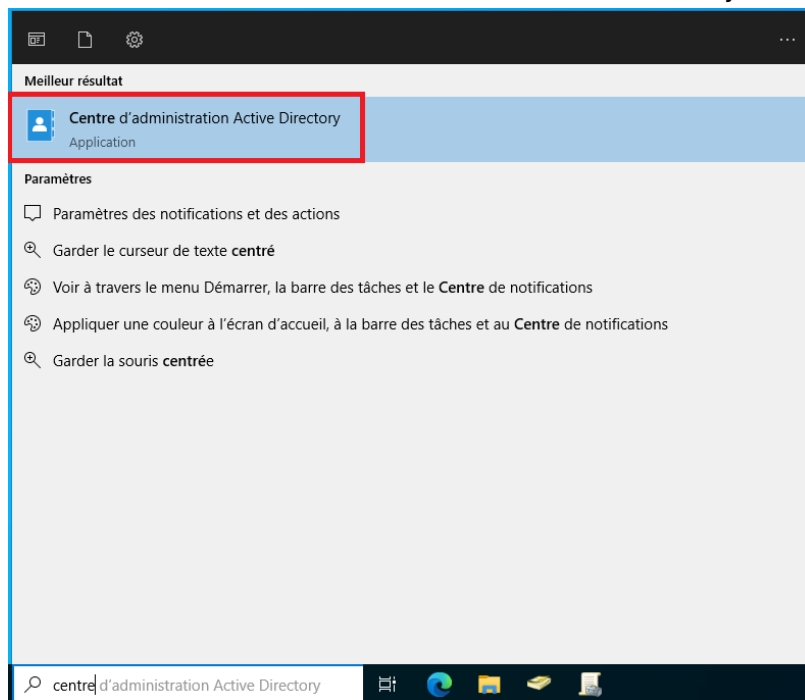 Meilleur résultat
Centre d'administration Active Directory
Application
Paramètres
Paramètres des notifications et des actions
Garder le curseur de texte centré
Voir à travers le menu Démarrer, la barre des tâches et le Centre de notifications
Appliquer une couleur à l'écran d'accueil, à la barre des tâches et au Centre de notifications
Garder la souris centrée
centre d'administration Active Directory